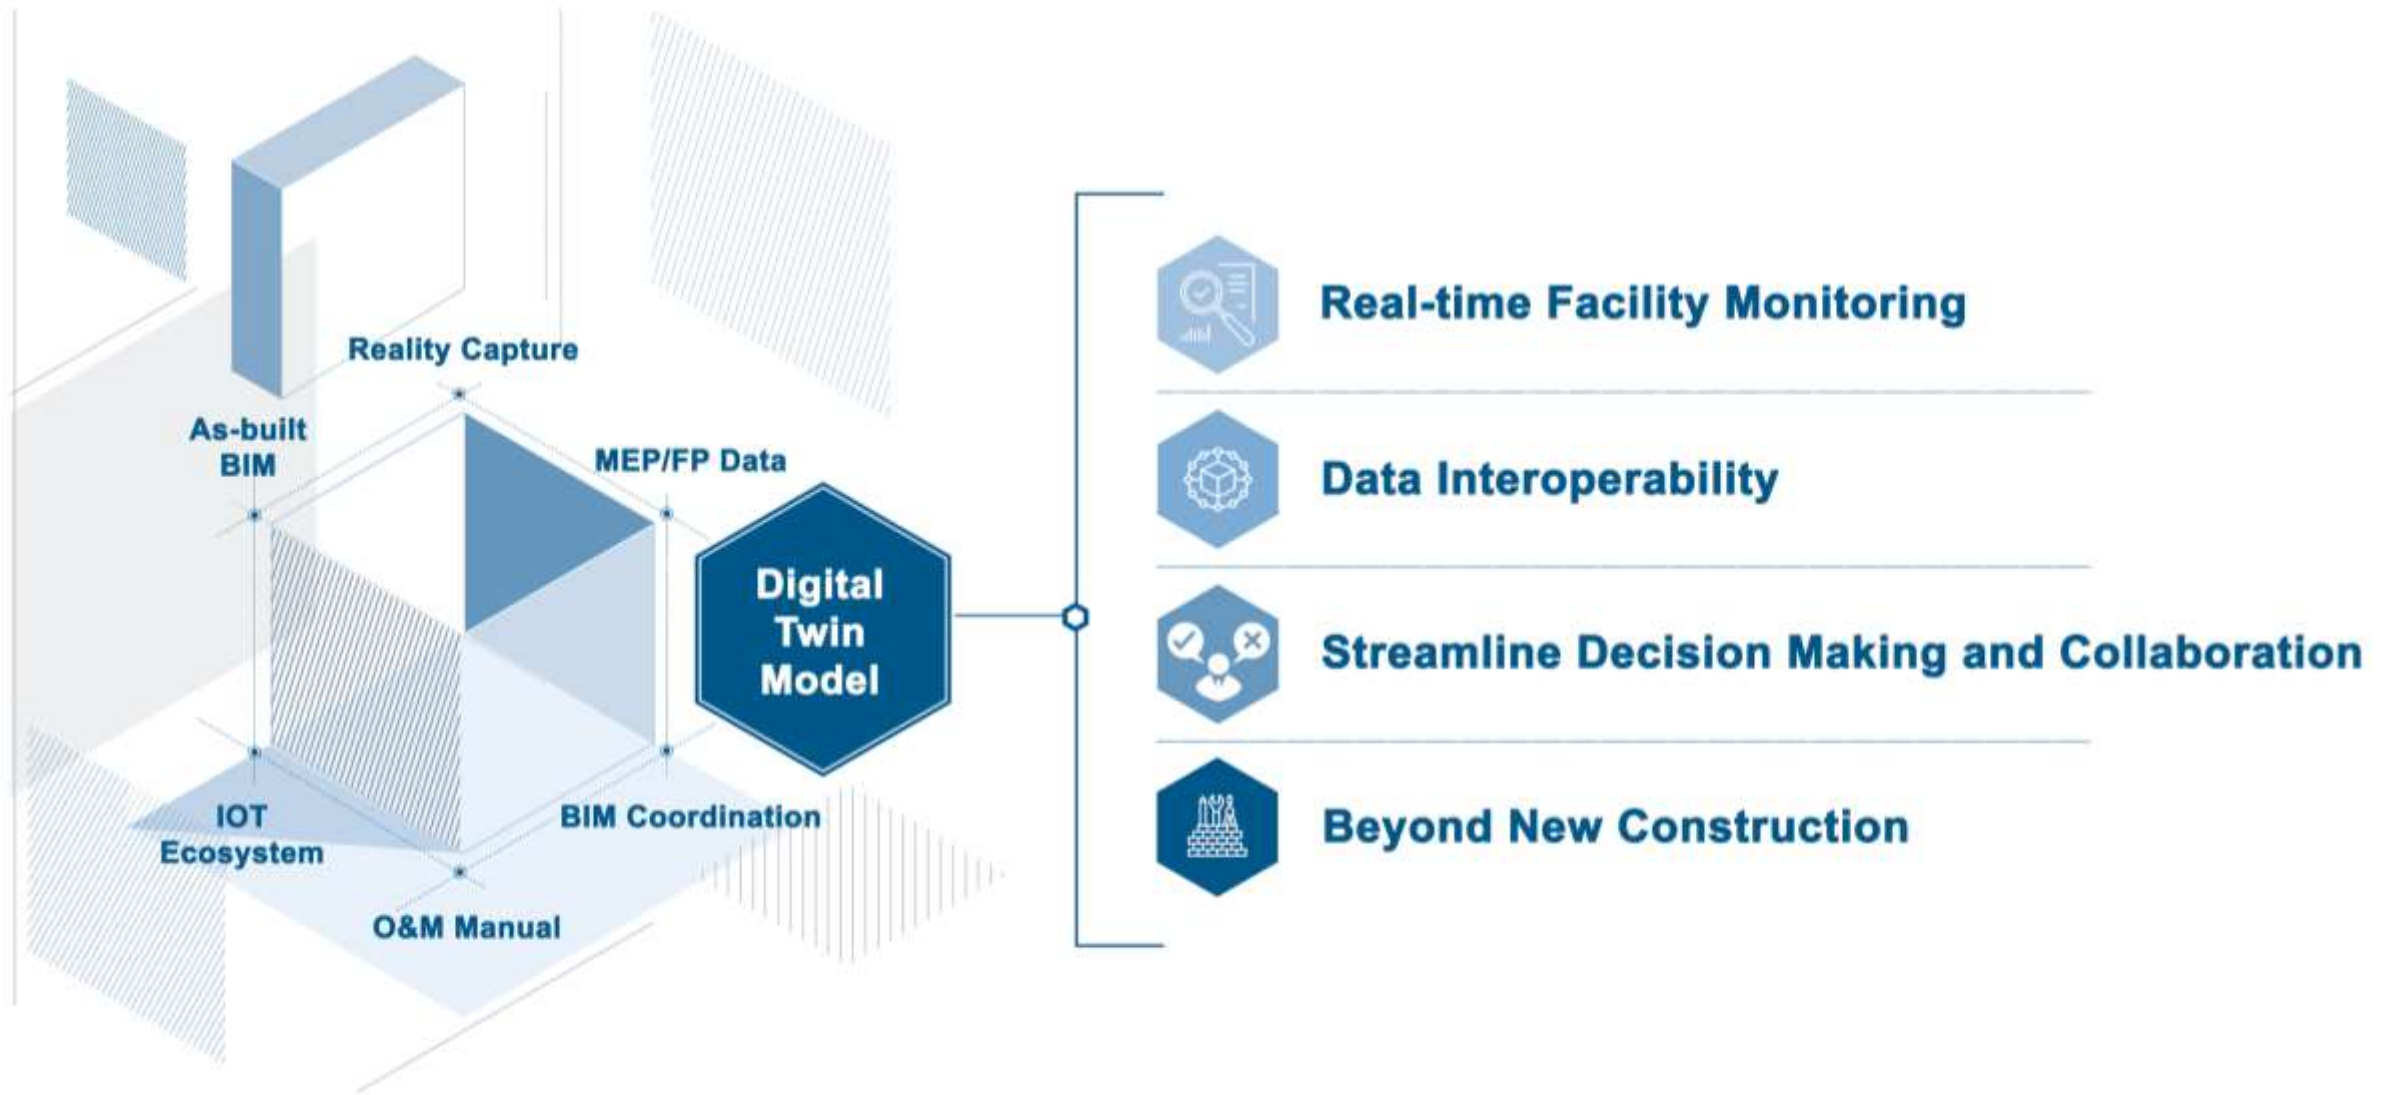 Reality Capture
As-built
BIM
MEP/FP Data
IOT
Ecosystem
BIM Coordination
O&M Manual
Digital
Twin
Model
Real-time Facility Monitoring
Data Interoperability
Streamline Decision Making and Collaboration
Beyond New Construction